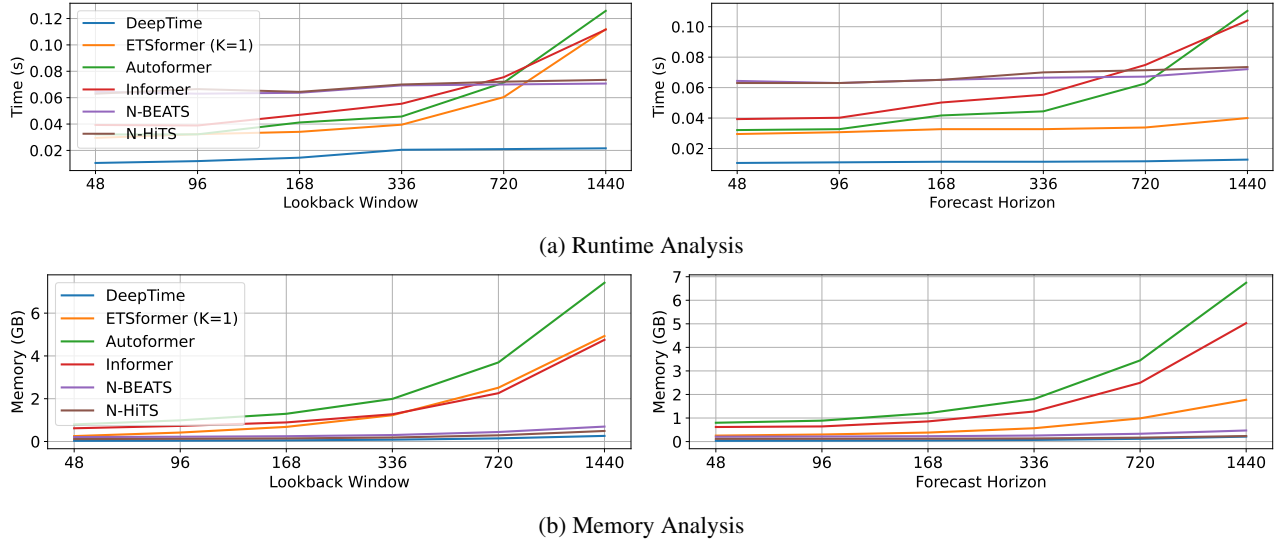 0.12
0.10
0.08
0.06
0.04
0.02
Time (s)
DeepTime
ETSformer (K=1)
Autoformer
Informer
N-BEATS
N-HiTS
48 96 168 336 720 1440
Lookback Window
0.10
0.08
0.06
0.04
0.02
Time (s)
48 96 168 336 720 1440
Forecast Horizon
(a) Runtime Analysis
6
4
2
0
Memory (GB)
DeepTime
ETSformer (K=1)
Autoformer
Informer
N-BEATS
N-HiTS
48 96 168 336 720 1440
Lookback Window
7
6
5
4
3
2
1
0
Memory (GB)
48 96 168 336 720 1440
Forecast Horizon
(b) Memory Analysis